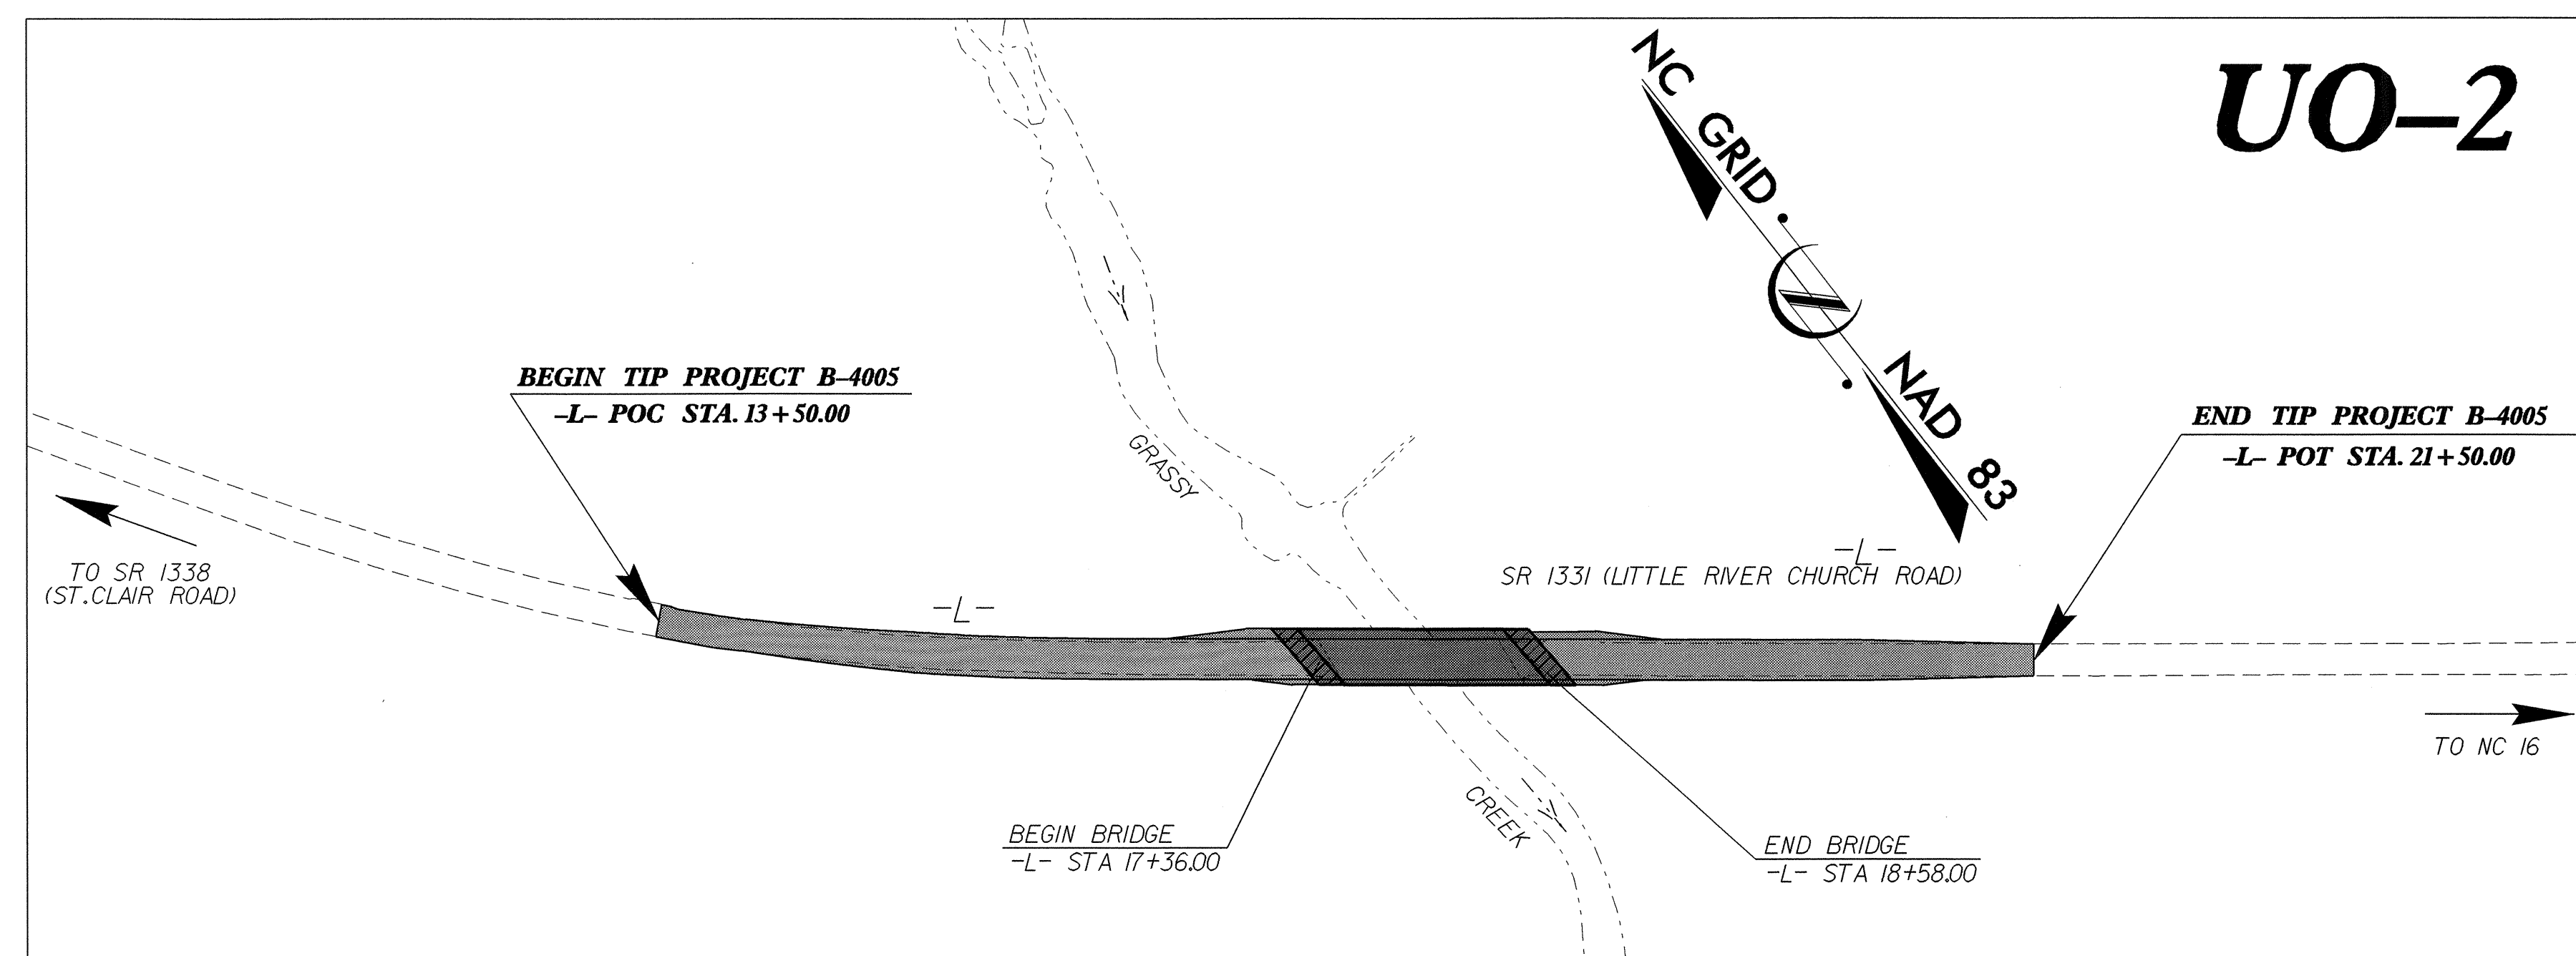 UO–2
NC GRID
NAD 83
BEGIN TIP PROJECT B–4005
–L– POC STA. 13+50.00
END TIP PROJECT B–4005
–L– POT STA. 21+50.00
GRASSY
TO SR 1338
(ST.CLAIR ROAD)
–L–
–L–
SR 1331 (LITTLE RIVER CHURCH ROAD)
TO NC 16
CREEK
BEGIN BRIDGE
–L– STA 17+36.00
END BRIDGE
–L– STA 18+58.00